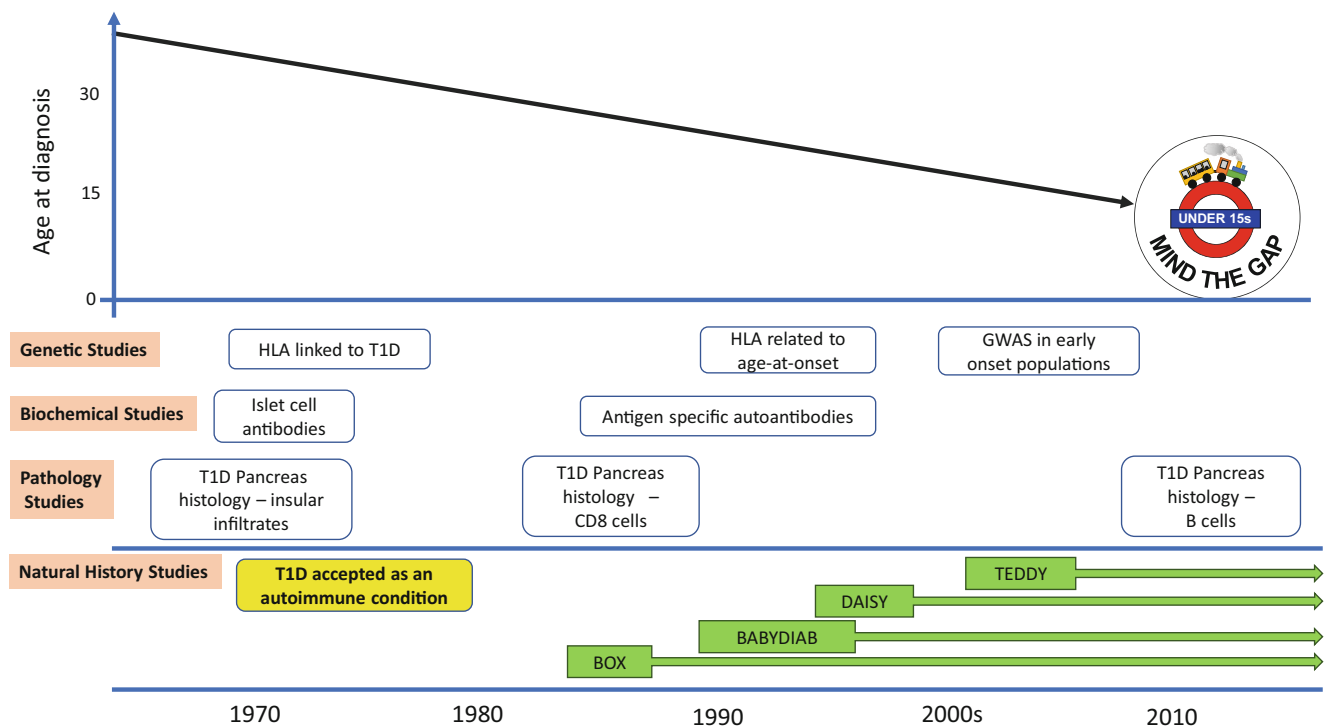 Age at diagnosis
30
15
0
UNDER 15s
MIND THE GAP
Genetic Studies
HLA linked to T1D
HLA related to
age-at-onset
GWAS in early
onset populations
Biochemical Studies
Islet cell
antibodies
Antigen specific autoantibodies
Pathology
Studies
T1D Pancreas
histology – insular
infiltrates
T1D Pancreas
histology –
CD8 cells
T1D Pancreas
histology –
B cells
Natural History Studies
T1D accepted as an
autoimmune condition
TEDDY
DAISY
BABYDIAB
BOX
1970
1980
1990
2000s
2010